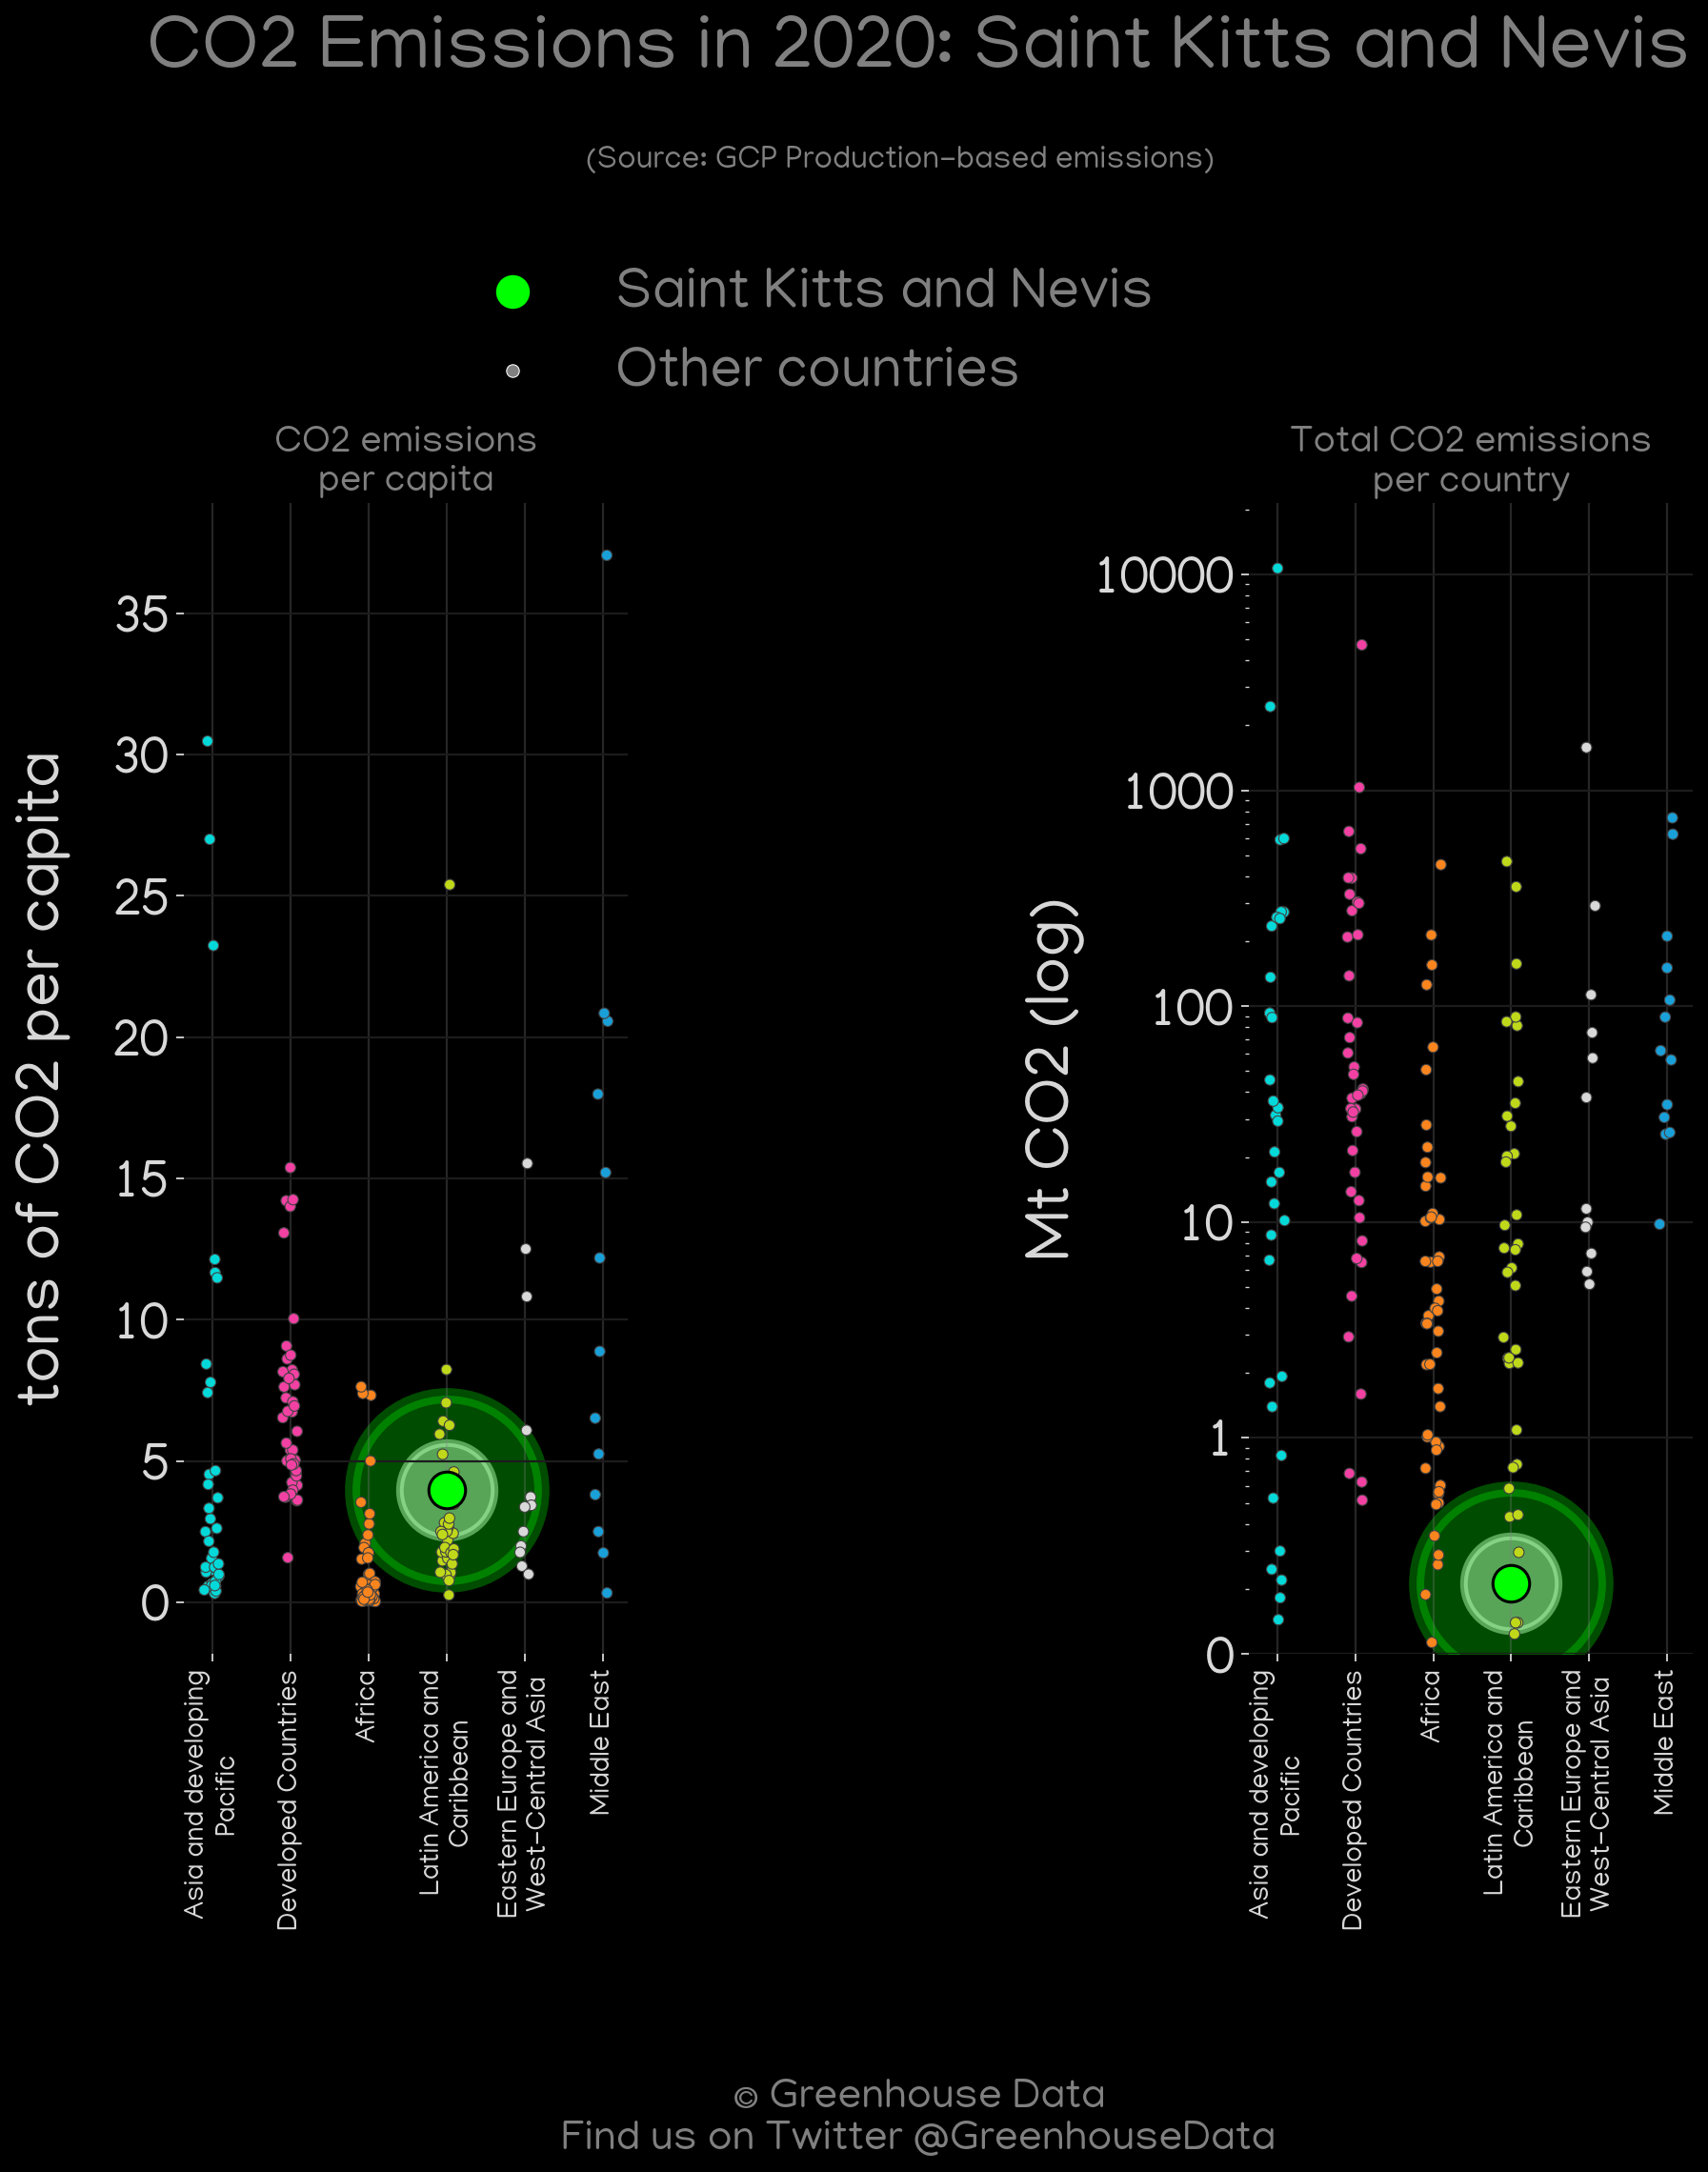 CO2 Emissions in 2020: Saint Kitts and Nevis
(Source: GCP Production-based emissions)
Saint Kitts and Nevis
Other countries
CO2 emissions
per capita
tons of CO2 per capita
35
30
25
20
15
10
5
0
Asia and developing
Pacific
Developed Countries
Africa
Latin America and
Caribbean
Eastern Europe and
West-Central Asia
Middle East
Total CO2 emissions
per country
Mt CO2 (log)
10000
1000
100
10
1
0
Asia and developing
Pacific
Developed Countries
Africa
Latin America and
Caribbean
Eastern Europe and
West-Central Asia
Middle East
© Greenhouse Data
Find us on Twitter @GreenhouseData